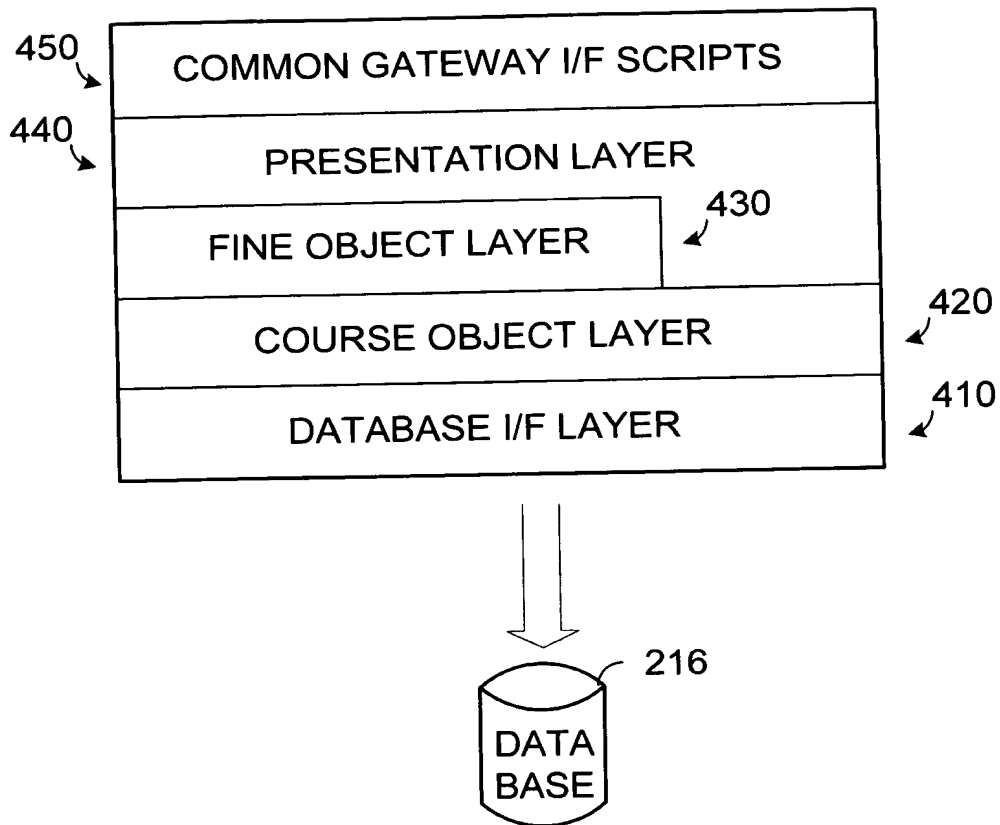 450
COMMON GATEWAY I/F SCRIPTS
440
PRESENTATION LAYER
430
FINE OBJECT LAYER
420
COURSE OBJECT LAYER
410
DATABASE I/F LAYER
216
DATA
BASE